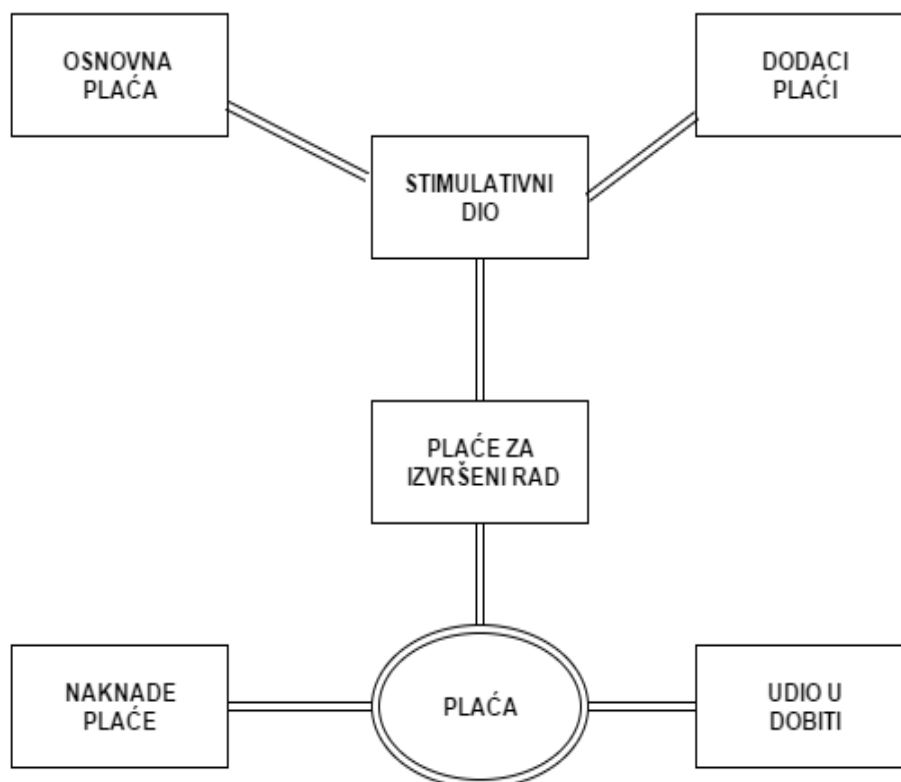 OSNOVNA
PLAĆA
DODACI
PLAĆI
STIMULATIVNI
DIO
PLAĆE ZA
IZVRŠENI RAD
NAKNADE
PLAĆE
PLAĆA
UDIO U
DOBITI